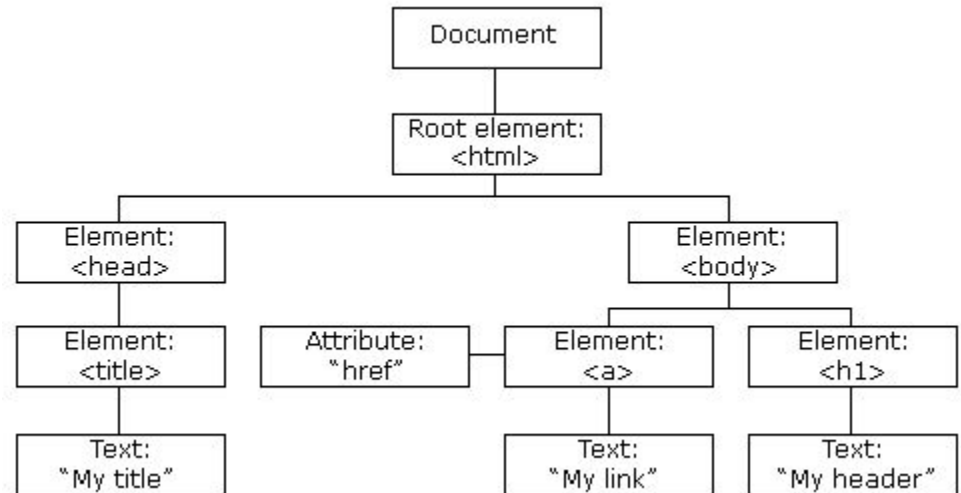 Document
Root element:
<html>
Element:
<head>
Element:
<body>
Element:
<title>
Attribute:
“href”
Element:
<a>
Element:
<h1>
Text:
“My title”
Text:
“My link”
Text:
“My header”